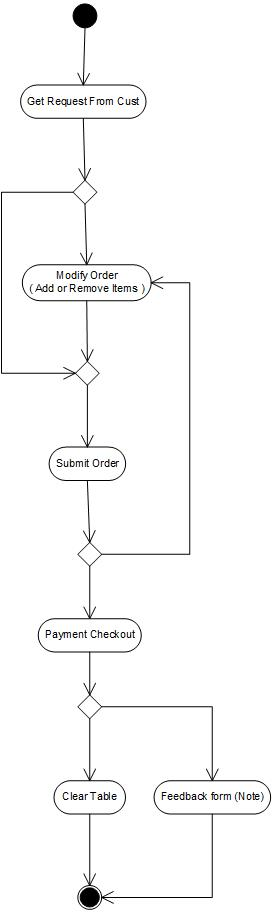 Get Request From Cust
Modify Order
( Add or Remove Items )
Submit Order
Payment Checkout
Clear Table
Feedback form (Note)